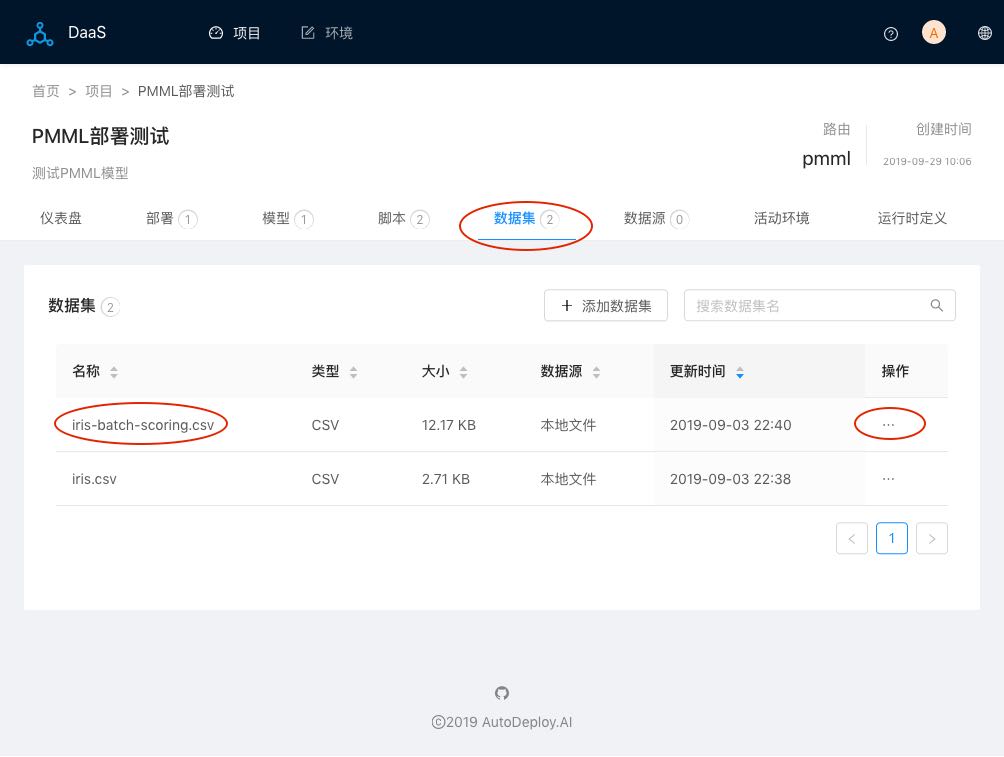 DaaS 项目 环境 A
首页 > 项目 > PMML部署测试
PMML部署测试 路由 创建时间
pmml 2019-09-29 10:06
测试PMML模型
仪表盘 部署 1 模型 1 脚本 2 数据集 2 数据源 0 活动环境 运行时定义
数据集 2 + 添加数据集 搜索数据集名
名称 类型 大小 数据源 更新时间 操作
iris-batch-scoring.csv CSV 12.17 KB 本地文件 2019-09-03 22:40 ···
iris.csv CSV 2.71 KB 本地文件 2019-09-03 22:38 ···
< 1 >
©2019 AutoDeploy.AI